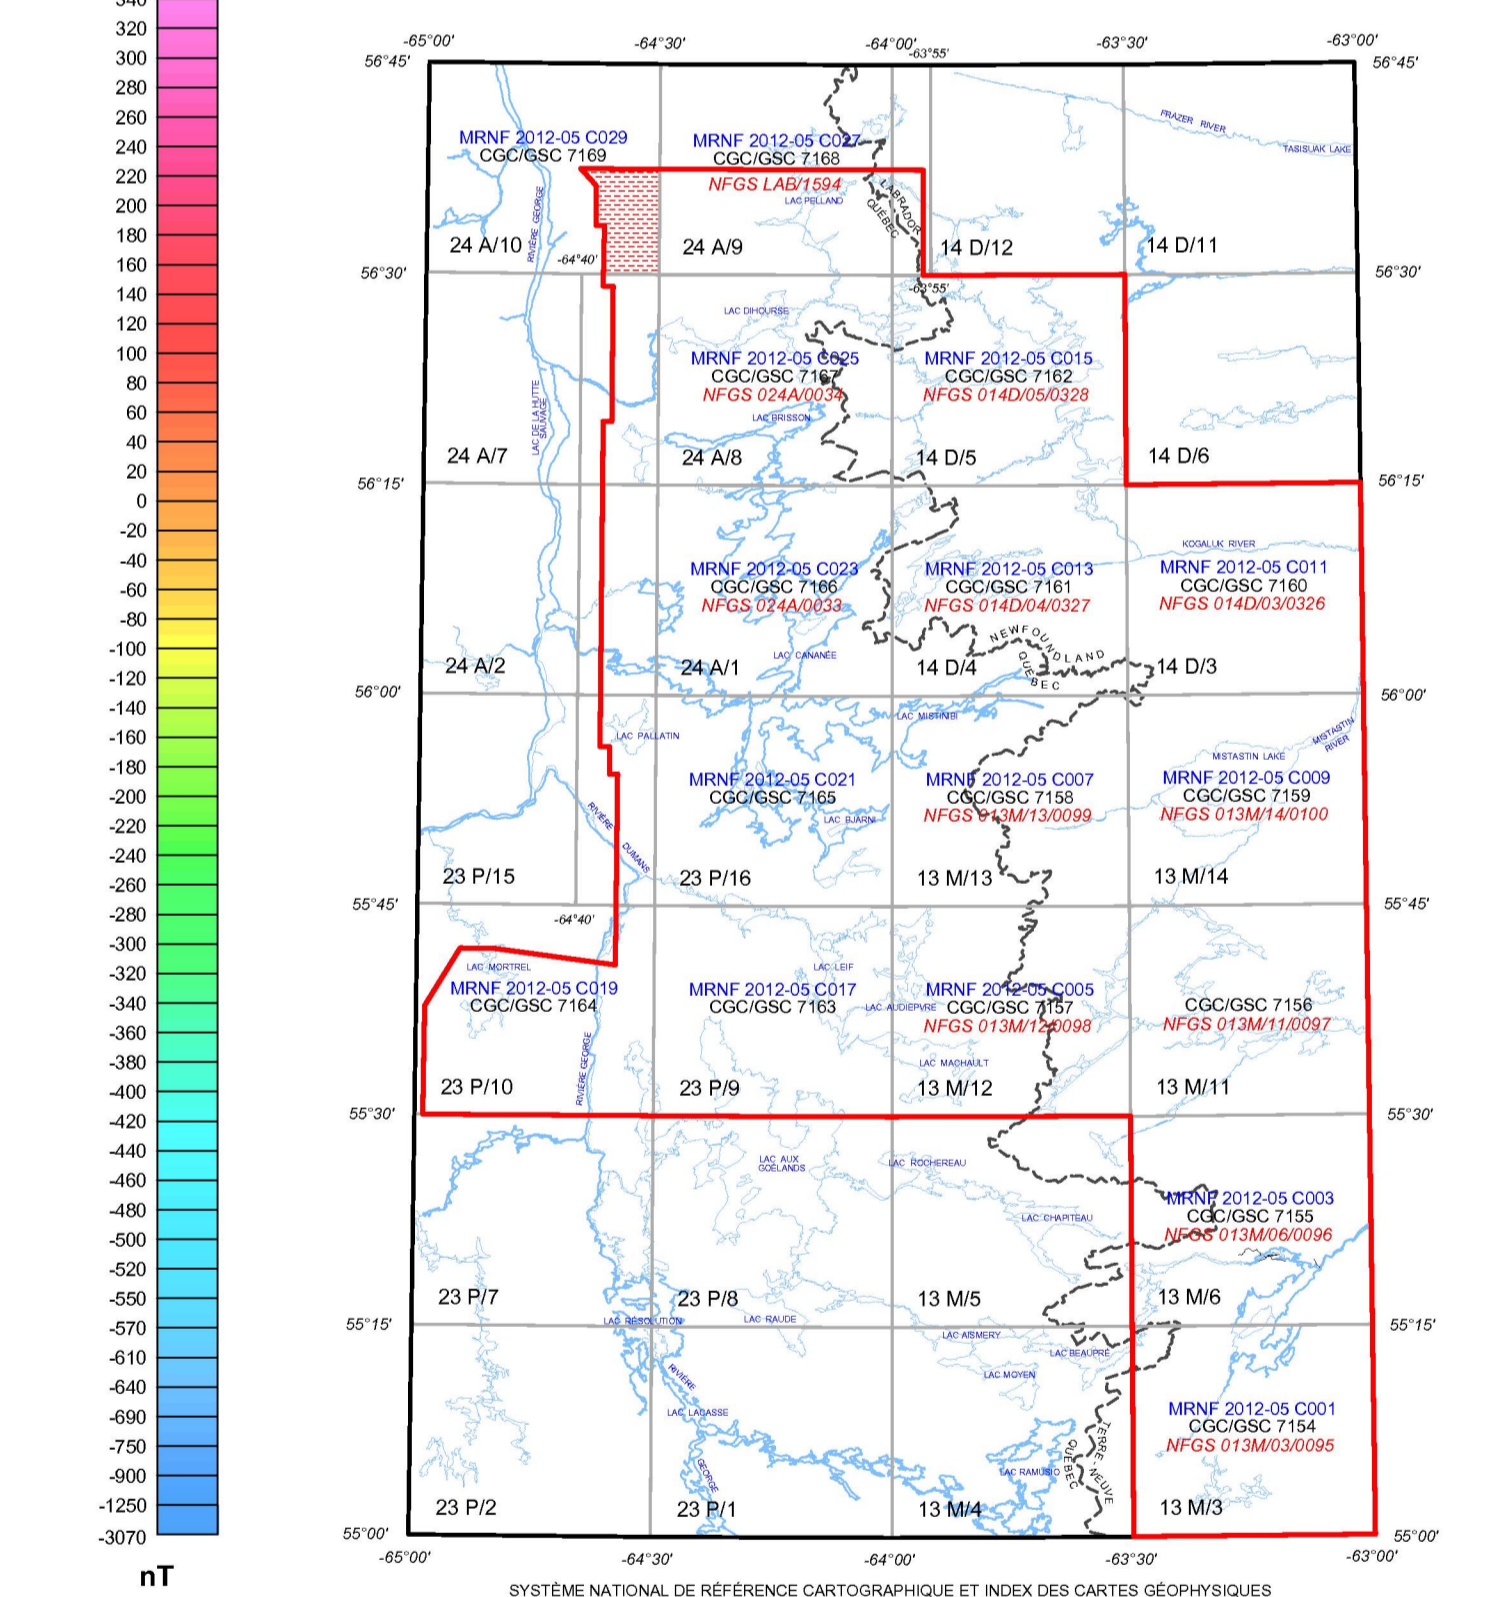 340
320
300
280
260
240
220
200
180
160
140
120
100
80
60
40
20
0
-20
-40
-60
-80
-100
-120
-140
-160
-180
-200
-220
-240
-260
-280
-300
-320
-340
-360
-380
-400
-420
-440
-460
-480
-500
-520
-550
-570
-610
-640
-690
-750
-900
-1250
-3070
nT
-65°00'
-64°30'
-64°00'
-63°55'
-63°30'
-63°00'
56°45'
56°45'
FRAZER RIVER
TASISUAK LAKE
MRNF 2012-05 C029
CGC/GSC 7169
MRNF 2012-05 C027
CGC/GSC 7168
NFGS LAB/1594
LAC PELLAND
LABRADOR
QUÉBEC
RIVIÈRE GEORGE
24 A/10
24 A/9
14 D/12
14 D/11
-64°40'
56°30'
56°30'
-63°55'
LAC DIHOURSE
MRNF 2012-05 C025
CGC/GSC 7167
NFGS 024A/0034
MRNF 2012-05 C015
CGC/GSC 7162
NFGS 014D/05/0328
LAC BRISSON
LAC DE LA HUTTE
SAUVAGE
24 A/7
24 A/8
14 D/5
14 D/6
56°15'
56°15'
KOGALUK RIVER
MRNF 2012-05 C023
CGC/GSC 7166
NFGS 024A/0033
MRNF 2012-05 C013
CGC/GSC 7161
NFGS 014D/04/0327
MRNF 2012-05 C011
CGC/GSC 7160
NFGS 014D/03/0326
NEWFOUNDLAND
QUÉBEC
LAC CANANÉE
24 A/2
24 A/1
14 D/4
14 D/3
56°00'
56°00'
LAC MISTINIBI
LAC PALLATIN
MISTASTIN
RIVER
MISTASTIN LAKE
MRNF 2012-05 C021
CGC/GSC 7165
MRNF 2012-05 C007
CGC/GSC 7158
NFGS 013M/13/0099
MRNF 2012-05 C009
CGC/GSC 7159
NFGS 013M/14/0100
LAC BJARNI
RIVIÈRE
DUMANS
23 P/15
23 P/16
13 M/13
13 M/14
55°45'
55°45'
-64°40'
LAC MORTREL
LAC LEIF
MRNF 2012-05 C019
CGC/GSC 7164
MRNF 2012-05 C017
CGC/GSC 7163
LAC AUDIEPVRE
MRNF 2012-05 C005
CGC/GSC 7157
NFGS 013M/12/0098
CGC/GSC 7156
NFGS 013M/11/0097
LAC MACHAULT
RIVIÈRE GEORGE
23 P/10
23 P/9
13 M/12
13 M/11
55°30'
55°30'
LAC AUX
GOÉLANDS
LAC ROCHEREAU
LAC CHAPITEAU
MRNF 2012-05 C003
CGC/GSC 7155
NFGS 013M/06/0096
23 P/7
23 P/8
13 M/5
13 M/6
LAC RÉSOLUTION
LAC RAUDE
55°15'
55°15'
LAC AISMERY
LAC BEAUPRÉ
LAC MOYEN
RIVIÈRE
LAC LAGASSE
GEORGE
MRNF 2012-05 C001
CGC/GSC 7154
NFGS 013M/03/0095
LAC RAMUSIO
QUÉBEC
TERRE-NEUVE
23 P/2
23 P/1
13 M/4
13 M/3
55°00'
55°00'
-65°00'
-64°30'
-64°00'
-63°30'
-63°00'
SYSTÈME NATIONAL DE RÉFÉRENCE CARTOGRAPHIQUE ET INDEX DES CARTES GÉOPHYSIQUES